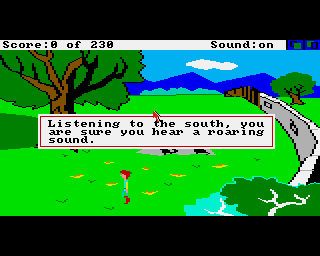 Score:0 of 230 Sound:on
Listening to the south, you
are sure you hear a roaring
sound.